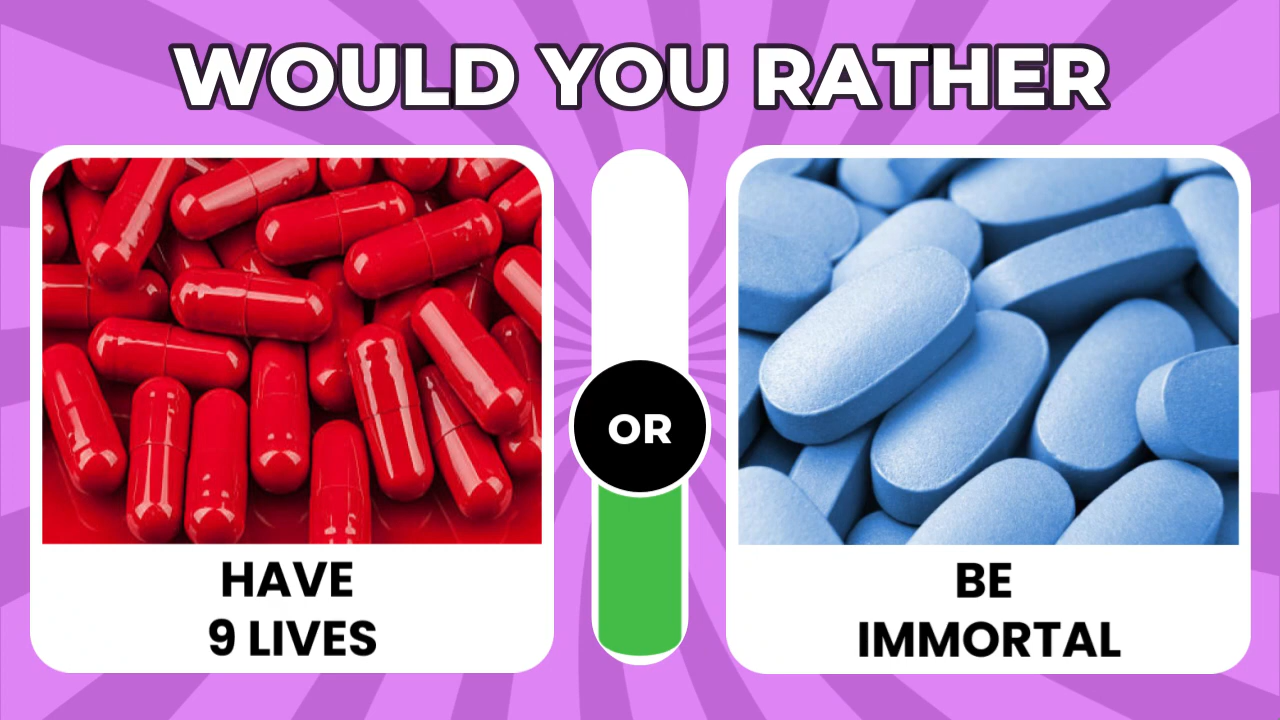 WOULD YOU RATHER
HAVE
9 LIVES
OR
BE
IMMORTAL